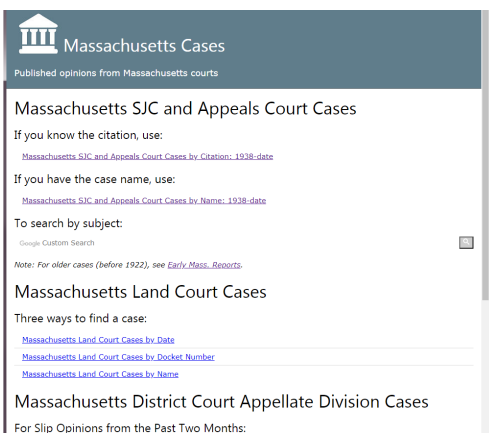 Massachusetts Cases
Published opinions from Massachusetts courts
Massachusetts SJC and Appeals Court Cases
If you know the citation, use:
Massachusetts SJC and Appeals Court Cases by Citation: 1938-date
If you have the case name, use:
Massachusetts SJC and Appeals Court Cases by Name: 1938-date
To search by subject:
Google Custom Search
Note: For older cases (before 1922), see Early Mass. Reports.
Massachusetts Land Court Cases
Three ways to find a case:
Massachusetts Land Court Cases by Date
Massachusetts Land Court Cases by Docket Number
Massachusetts Land Court Cases by Name
Massachusetts District Court Appellate Division Cases
For Slip Opinions from the Past Two Months: